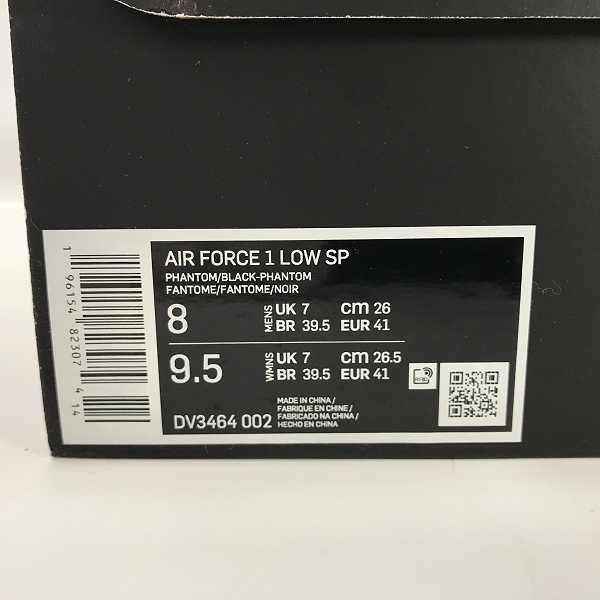 AIR FORCE 1 LOW SP
PHANTOM/BLACK-PHANTOM
FANTOME/FANTOME/NOIR
8 MENS UK 7 cm 26
BR 39.5 EUR 41
9.5 WMNS UK 7 cm 26.5
BR 39.5 EUR 41
RFID
DV3464 002
MADE IN CHINA/
FABRIQUE EN CHINE/
FABRICADO NA CHINA/
HECHO EN CHINA
1 96154 82307 4 14